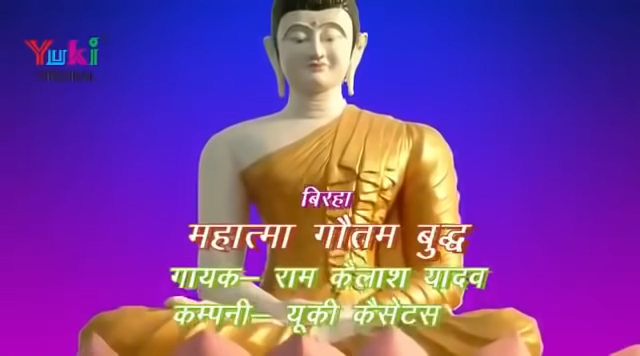 Yuki
बिरहा
महात्मा गौतम बुद्ध
गायक– राम कैलाश यादव
कम्पनी– यूकी कैसेटस